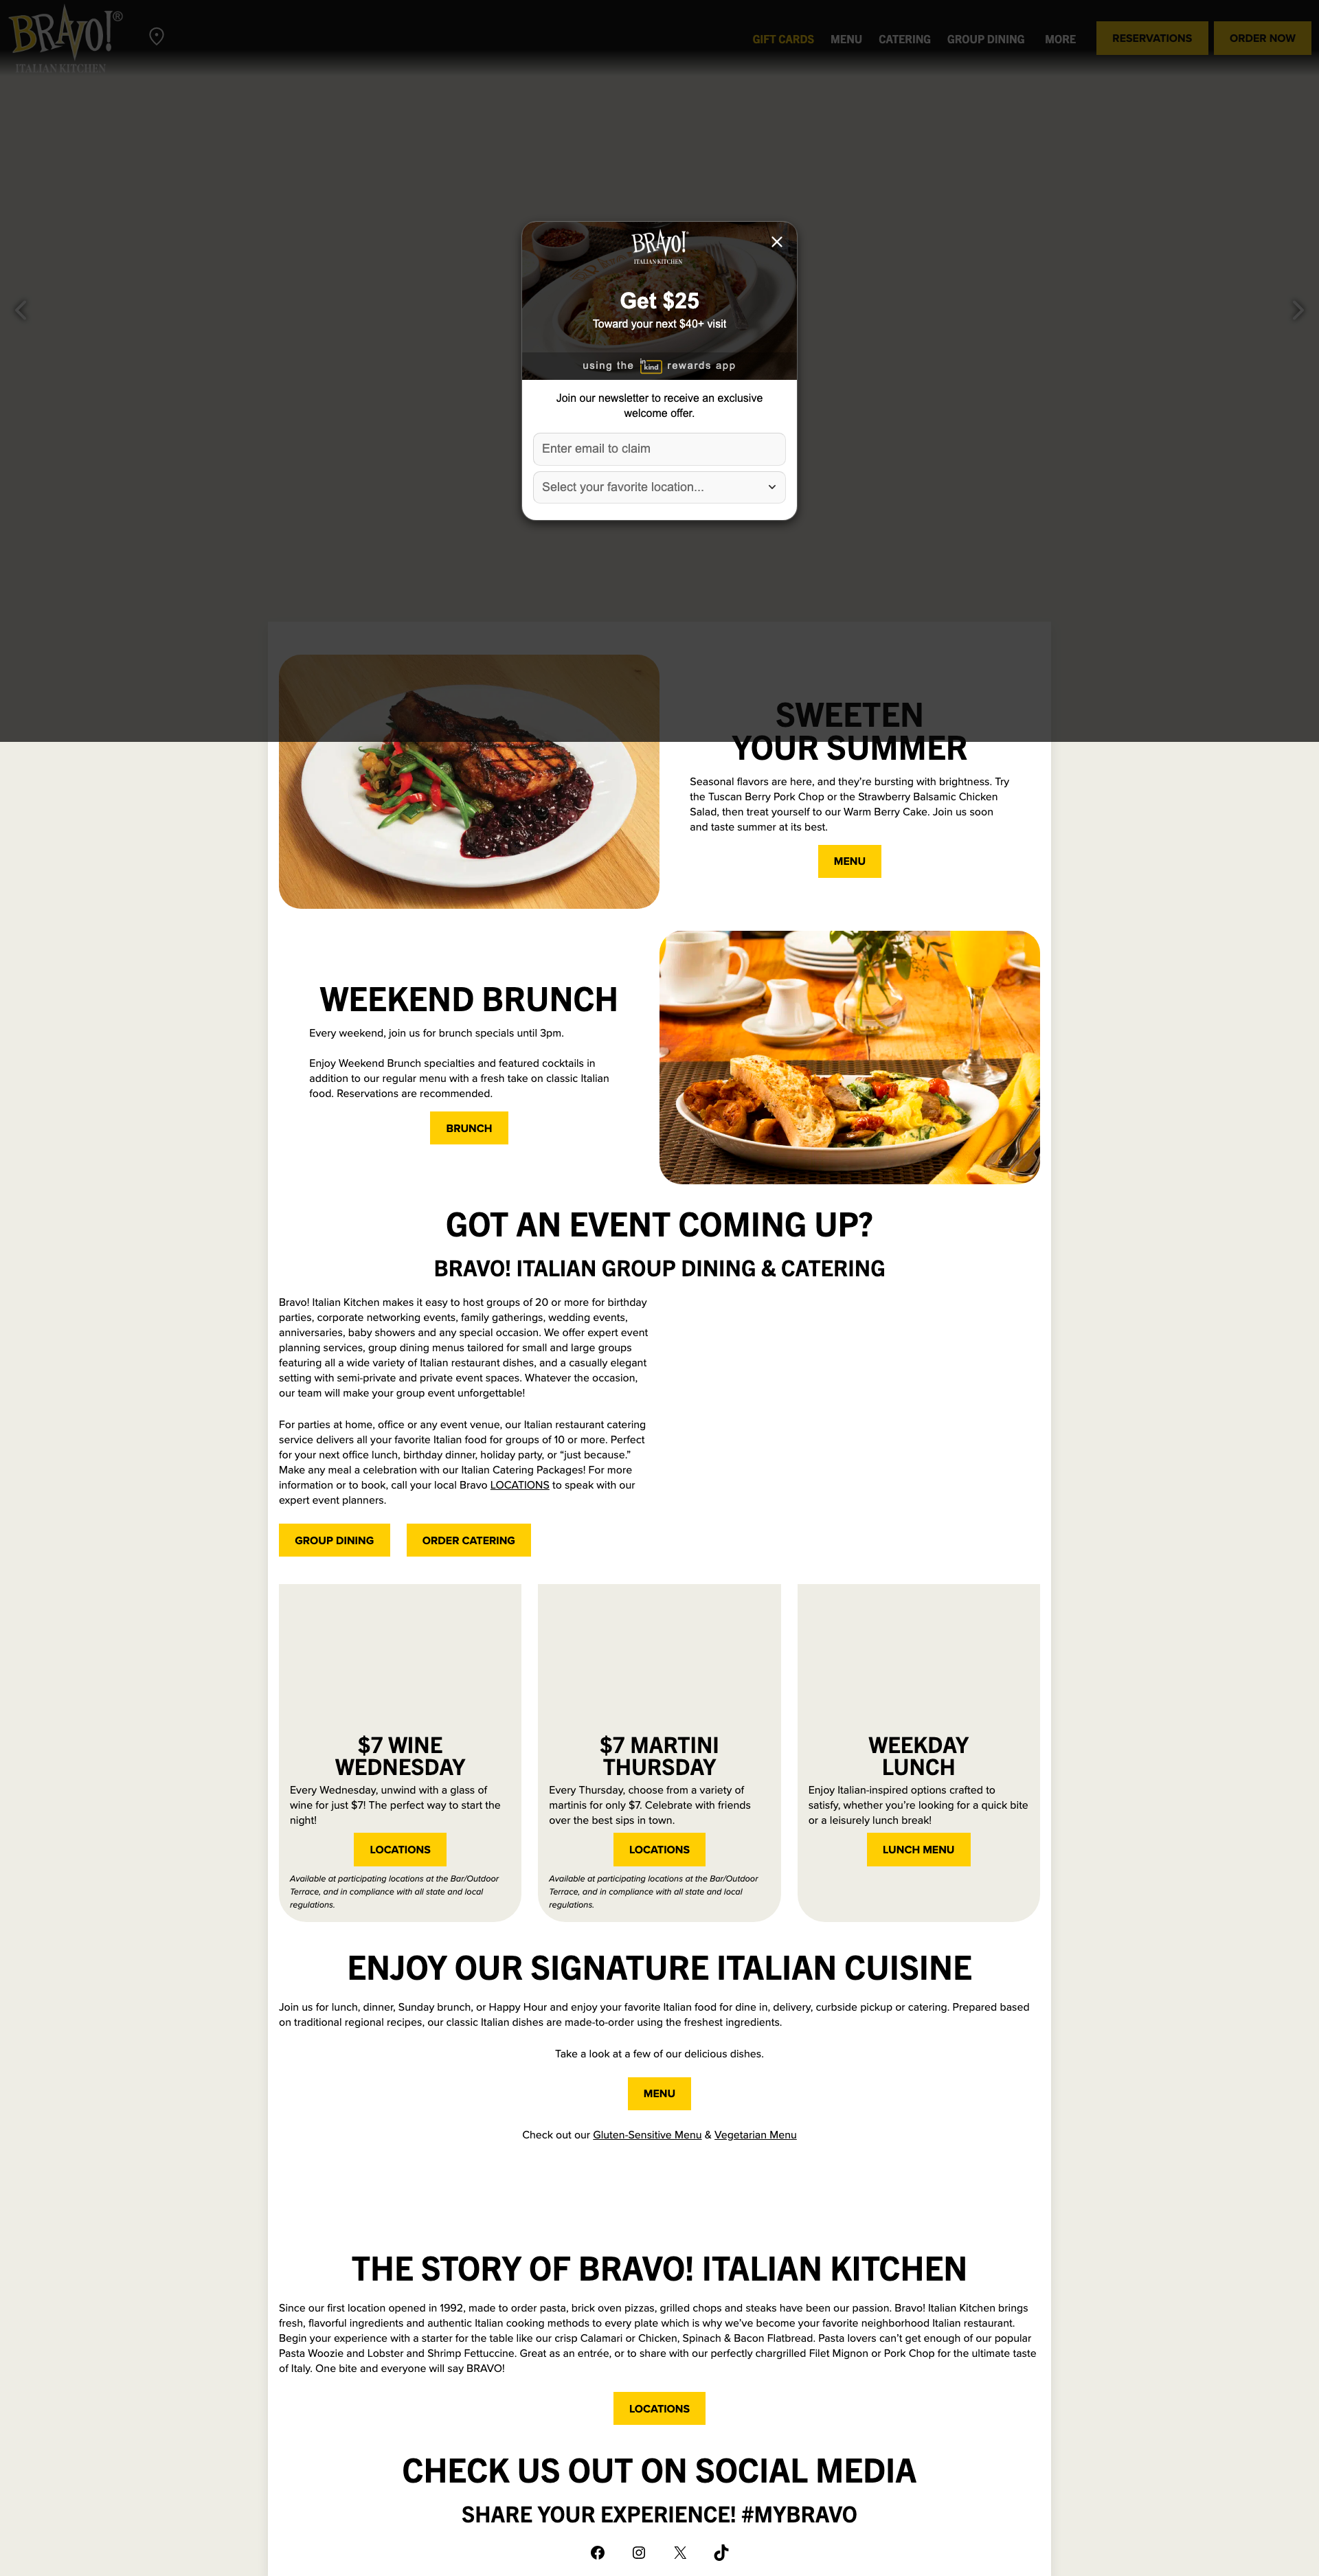 BRAVO!®
ITALIAN KITCHEN
GIFT CARDS MENU CATERING GROUP DINING MORE RESERVATIONS ORDER NOW
BRAVO!
ITALIAN KITCHEN
Get $25
Toward your next $40+ visit
using the in kind rewards app
Join our newsletter to receive an exclusive
welcome offer.
Enter email to claim
Select your favorite location...
SWEETEN
YOUR SUMMER
Seasonal flavors are here, and they’re bursting with brightness. Try
the Tuscan Berry Pork Chop or the Strawberry Balsamic Chicken
Salad, then treat yourself to our Warm Berry Cake. Join us soon
and taste summer at its best.
MENU
WEEKEND BRUNCH
Every weekend, join us for brunch specials until 3pm.
Enjoy Weekend Brunch specialties and featured cocktails in
addition to our regular menu with a fresh take on classic Italian
food. Reservations are recommended.
BRUNCH
GOT AN EVENT COMING UP?
BRAVO! ITALIAN GROUP DINING & CATERING
Bravo! Italian Kitchen makes it easy to host groups of 20 or more for birthday
parties, corporate networking events, family gatherings, wedding events,
anniversaries, baby showers and any special occasion. We offer expert event
planning services, group dining menus tailored for small and large groups
featuring all a wide variety of Italian restaurant dishes, and a casually elegant
setting with semi-private and private event spaces. Whatever the occasion,
our team will make your group event unforgettable!
For parties at home, office or any event venue, our Italian restaurant catering
service delivers all your favorite Italian food for groups of 10 or more. Perfect
for your next office lunch, birthday dinner, holiday party, or “just because.”
Make any meal a celebration with our Italian Catering Packages! For more
information or to book, call your local Bravo LOCATIONS to speak with our
expert event planners.
GROUP DINING ORDER CATERING
$7 WINE
WEDNESDAY
Every Wednesday, unwind with a glass of
wine for just $7! The perfect way to start the
night!
LOCATIONS
Available at participating locations at the Bar/Outdoor
Terrace, and in compliance with all state and local
regulations.
$7 MARTINI
THURSDAY
Every Thursday, choose from a variety of
martinis for only $7. Celebrate with friends
over the best sips in town.
LOCATIONS
Available at participating locations at the Bar/Outdoor
Terrace, and in compliance with all state and local
regulations.
WEEKDAY
LUNCH
Enjoy Italian-inspired options crafted to
satisfy, whether you’re looking for a quick bite
or a leisurely lunch break!
LUNCH MENU
ENJOY OUR SIGNATURE ITALIAN CUISINE
Join us for lunch, dinner, Sunday brunch, or Happy Hour and enjoy your favorite Italian food for dine in, delivery, curbside pickup or catering. Prepared based
on traditional regional recipes, our classic Italian dishes are made-to-order using the freshest ingredients.
Take a look at a few of our delicious dishes.
MENU
Check out our Gluten-Sensitive Menu & Vegetarian Menu
THE STORY OF BRAVO! ITALIAN KITCHEN
Since our first location opened in 1992, made to order pasta, brick oven pizzas, grilled chops and steaks have been our passion. Bravo! Italian Kitchen brings
fresh, flavorful ingredients and authentic Italian cooking methods to every plate which is why we’ve become your favorite neighborhood Italian restaurant.
Begin your experience with a starter for the table like our crisp Calamari or Chicken, Spinach & Bacon Flatbread. Pasta lovers can’t get enough of our popular
Pasta Woozie and Lobster and Shrimp Fettuccine. Great as an entrée, or to share with our perfectly chargrilled Filet Mignon or Pork Chop for the ultimate taste
of Italy. One bite and everyone will say BRAVO!
LOCATIONS
CHECK US OUT ON SOCIAL MEDIA
SHARE YOUR EXPERIENCE! #MYBRAVO